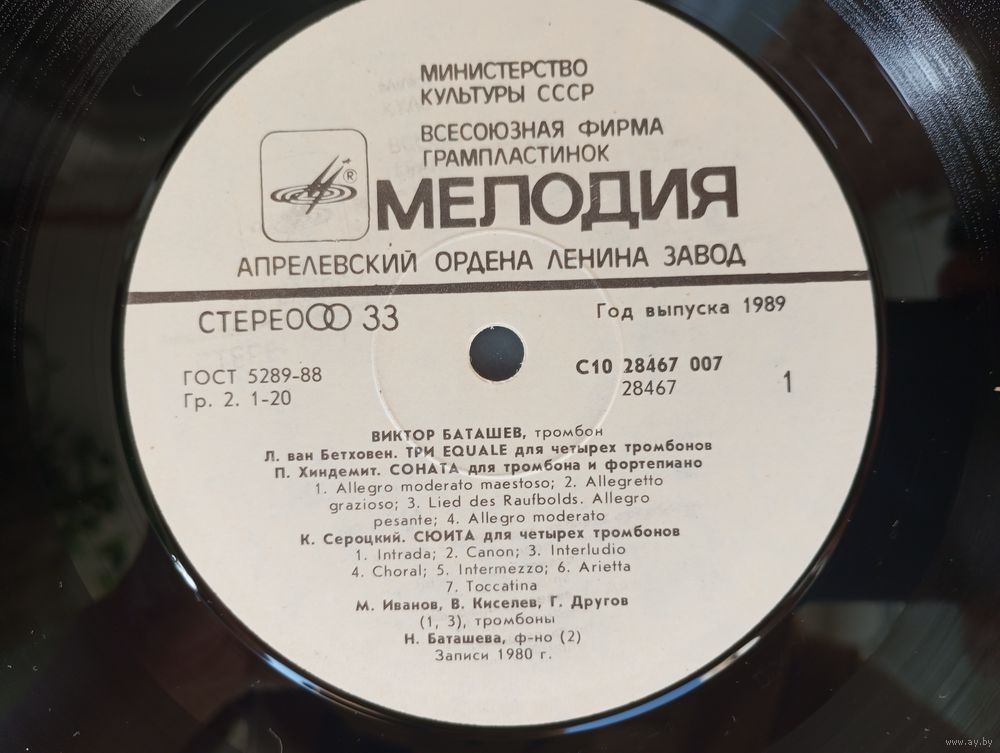 МИНИСТЕРСТВО
КУЛЬТУРЫ СССР
ВСЕСОЮЗНАЯ ФИРМА
ГРАМПЛАСТИНОК
®
МЕЛОДИЯ
АПРЕЛЕВСКИЙ ОРДЕНА ЛЕНИНА ЗАВОД
СТЕРЕО 33
Год выпуска 1989
ГОСТ 5289-88
Гр. 2. 1-20
С10 28467 007
28467
1
ВИКТОР БАТАШЕВ, тромбон
Л. ван Бетховен. ТРИ EQUALE для четырех тромбонов
П. Хиндемит. СОНАТА для тромбона и фортепиано
1. Allegro moderato maestoso; 2. Allegretto
grazioso; 3. Lied des Raufbolds. Allegro
pesante; 4. Allegro moderato
К. Сероцкий. СЮИТА для четырех тромбонов
1. Intrada; 2. Canon; 3. Interludio
4. Choral; 5. Intermezzo; 6. Arietta
7. Toccatina
М. Иванов, В. Киселев, Г. Другов
(1, 3), тромбоны
Н. Баташева, ф-но (2)
Записи 1980 г.
www.ay.by